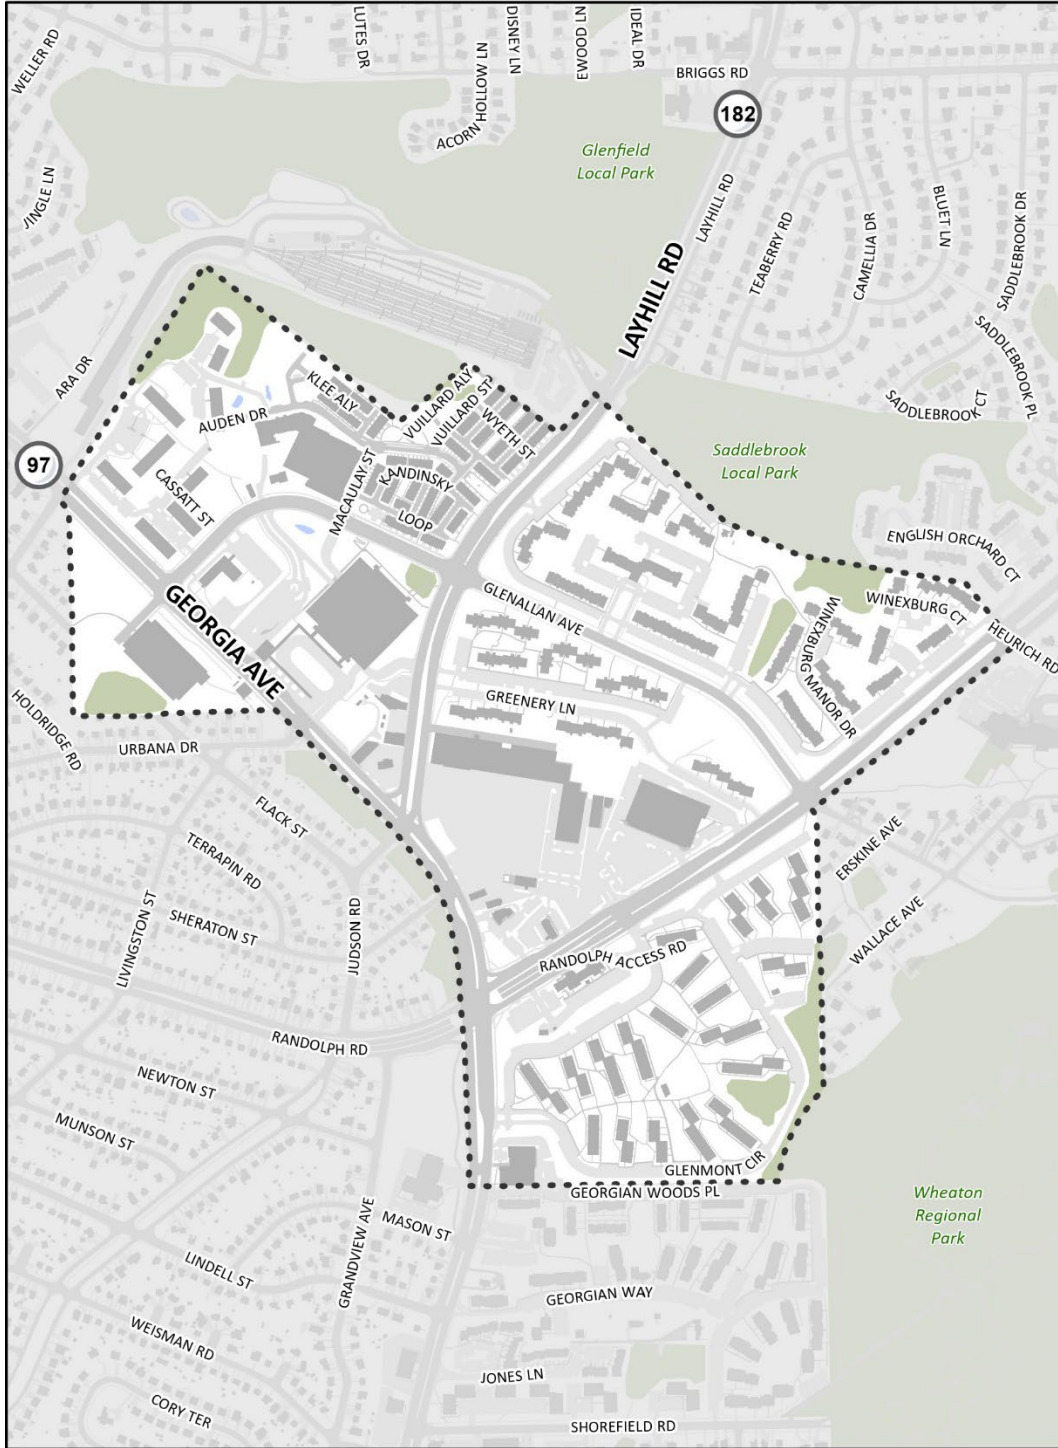 WELLER RD
LUTES DR
DISNEY LN
EWOOD LN
IDEAL DR
BRIGGS RD
182
ACORN HOLLOW LN
Glenfield
Local Park
VINGLE LN
LAYHILL RD
LAYHILL RD
TEABERRY RD
CAMELLIA DR
BLUET LN
SADDLEBROOK DR
SADDLEBROOK PL
SADDLEBROOK CT
ARA DR
KLEE ALY
VUILLARD ALY
VUILLARD ST
WYETH ST
AUDEN DR
97
CASSATT ST
MACAULAY ST
KANDINSKY
LOOP
Saddlebrook
Local Park
ENGLISH ORCHARD CT
WINEXBURG CT
HEURICH RD
WINEXBURG MANOR DR
GLENALLAN AVE
GREENERY LN
GEORGIA AVE
HOLDRIDGE RD
URBANA DR
FLACK ST
TERRAPIN RD
SHERATON ST
LIVINGSTON ST
JUDSON RD
ERSKINE AVE
WALLACE AVE
RANDOLPH ACCESS RD
RANDOLPH RD
NEWTON ST
MUNSON ST
GLENMONT CIR
GEORGIAN WOODS PL
Wheaton
Regional
Park
MASON ST
GRANDVIEW AVE
LINDELL ST
GEORGIAN WAY
WEISMAN RD
JONES LN
CORY TER
SHOREFIELD RD